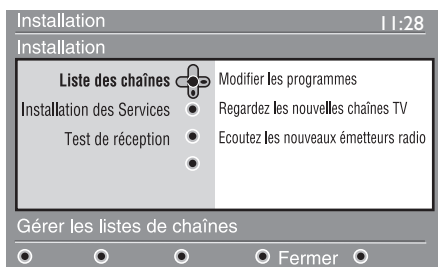 Installation 11:28
Installation
Liste des chaînes Modifier les programmes
Installation des Services Regardez les nouvelles chaînes TV
Test de réception Ecoutez les nouveaux émetteurs radio
Gérer les listes de chaînes
Fermer